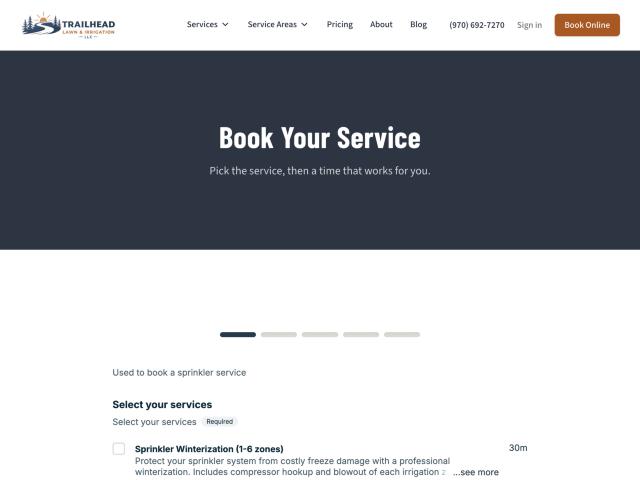 TRAILHEAD
LAWN & IRRIGATION
LLC
Services
Service Areas
Pricing
About
Blog
(970) 692-7270
Sign in
Book Online
Book Your Service
Pick the service, then a time that works for you.
Used to book a sprinkler service
Select your services
Select your services Required
Sprinkler Winterization (1-6 zones) 30m
Protect your sprinkler system from costly freeze damage with a professional
winterization. Includes compressor hookup and blowout of each irrigation z ...see more